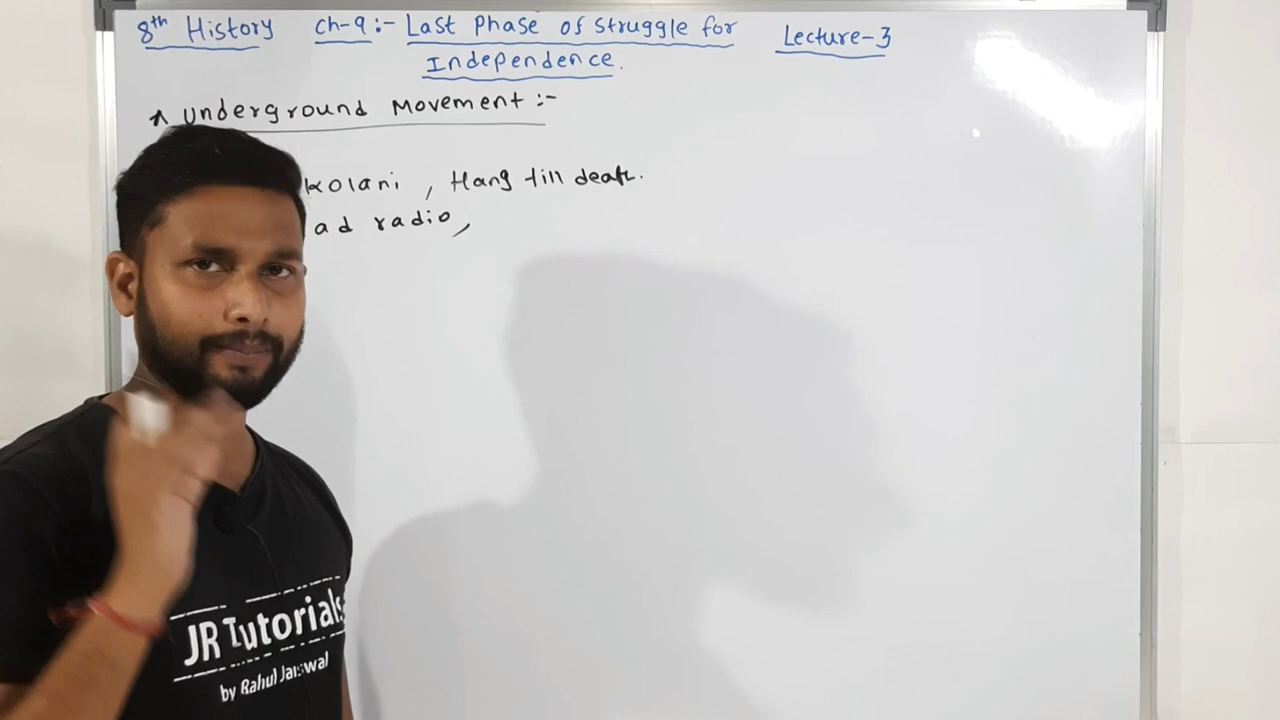 8th History ch-9:- Last Phase of Struggle for Independence. Lecture-3
Underground Movement :-
kolani , Hang till death.
ad radio,
JR Tutorials
by Rahul Jaiswal